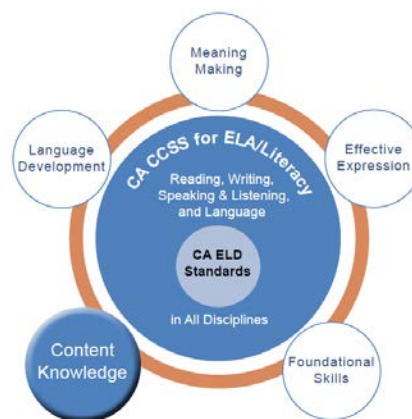 Meaning
Making
Language
Development
Effective
Expression
CA CCSS for ELA/Literacy
Reading, Writing,
Speaking & Listening,
and Language
CA ELD
Standards
in All Disciplines
Content
Knowledge
Foundational
Skills